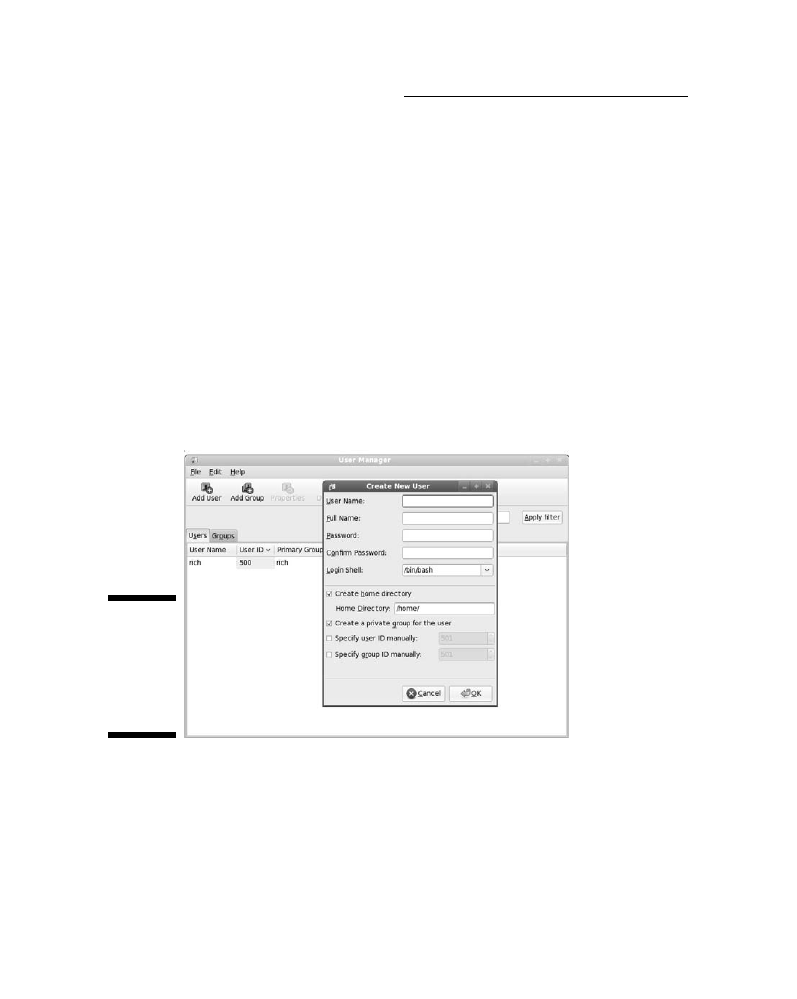 User Manager
File Edit Help
Add User Add Group Properties
Apply filter
Users Groups
User Name User ID Primary Group
rich 500 rich
Create New User
User Name:
Full Name:
Password:
Confirm Password:
Login Shell: /bin/bash
Create home directory
Home Directory: /home/
Create a private group for the user
Specify user ID manually: 501
Specify group ID manually: 501
Cancel OK